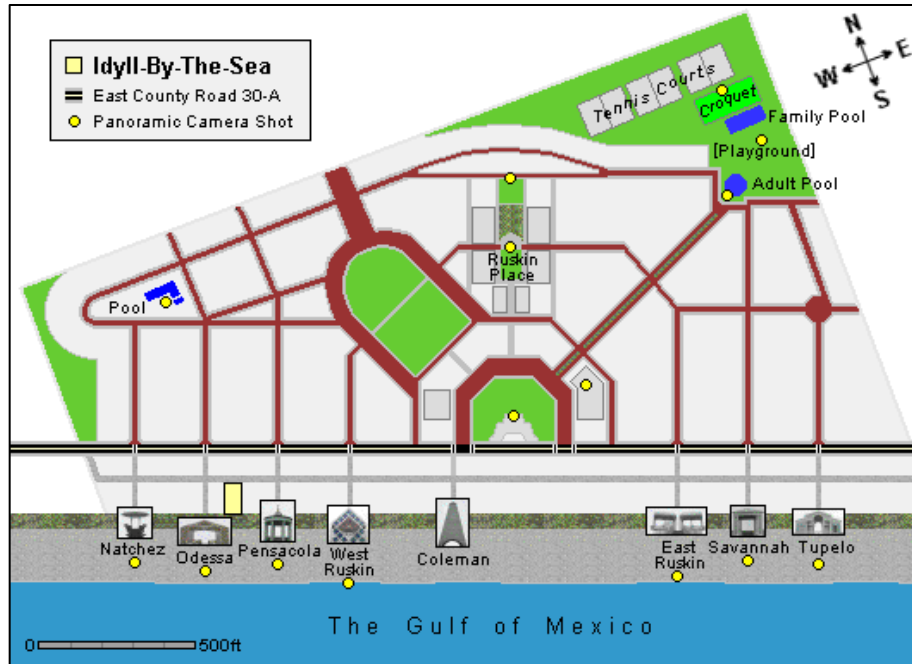 Idyll-By-The-Sea
East County Road 30-A
Panoramic Camera Shot
N
W
E
S
Tennis Courts
Croquet
Family Pool
[Playground]
Adult Pool
Ruskin
Place
Pool
Natchez
Odessa
Pensacola
West
Ruskin
Coleman
East
Ruskin
Savannah
Tupelo
The Gulf of Mexico
0
500ft